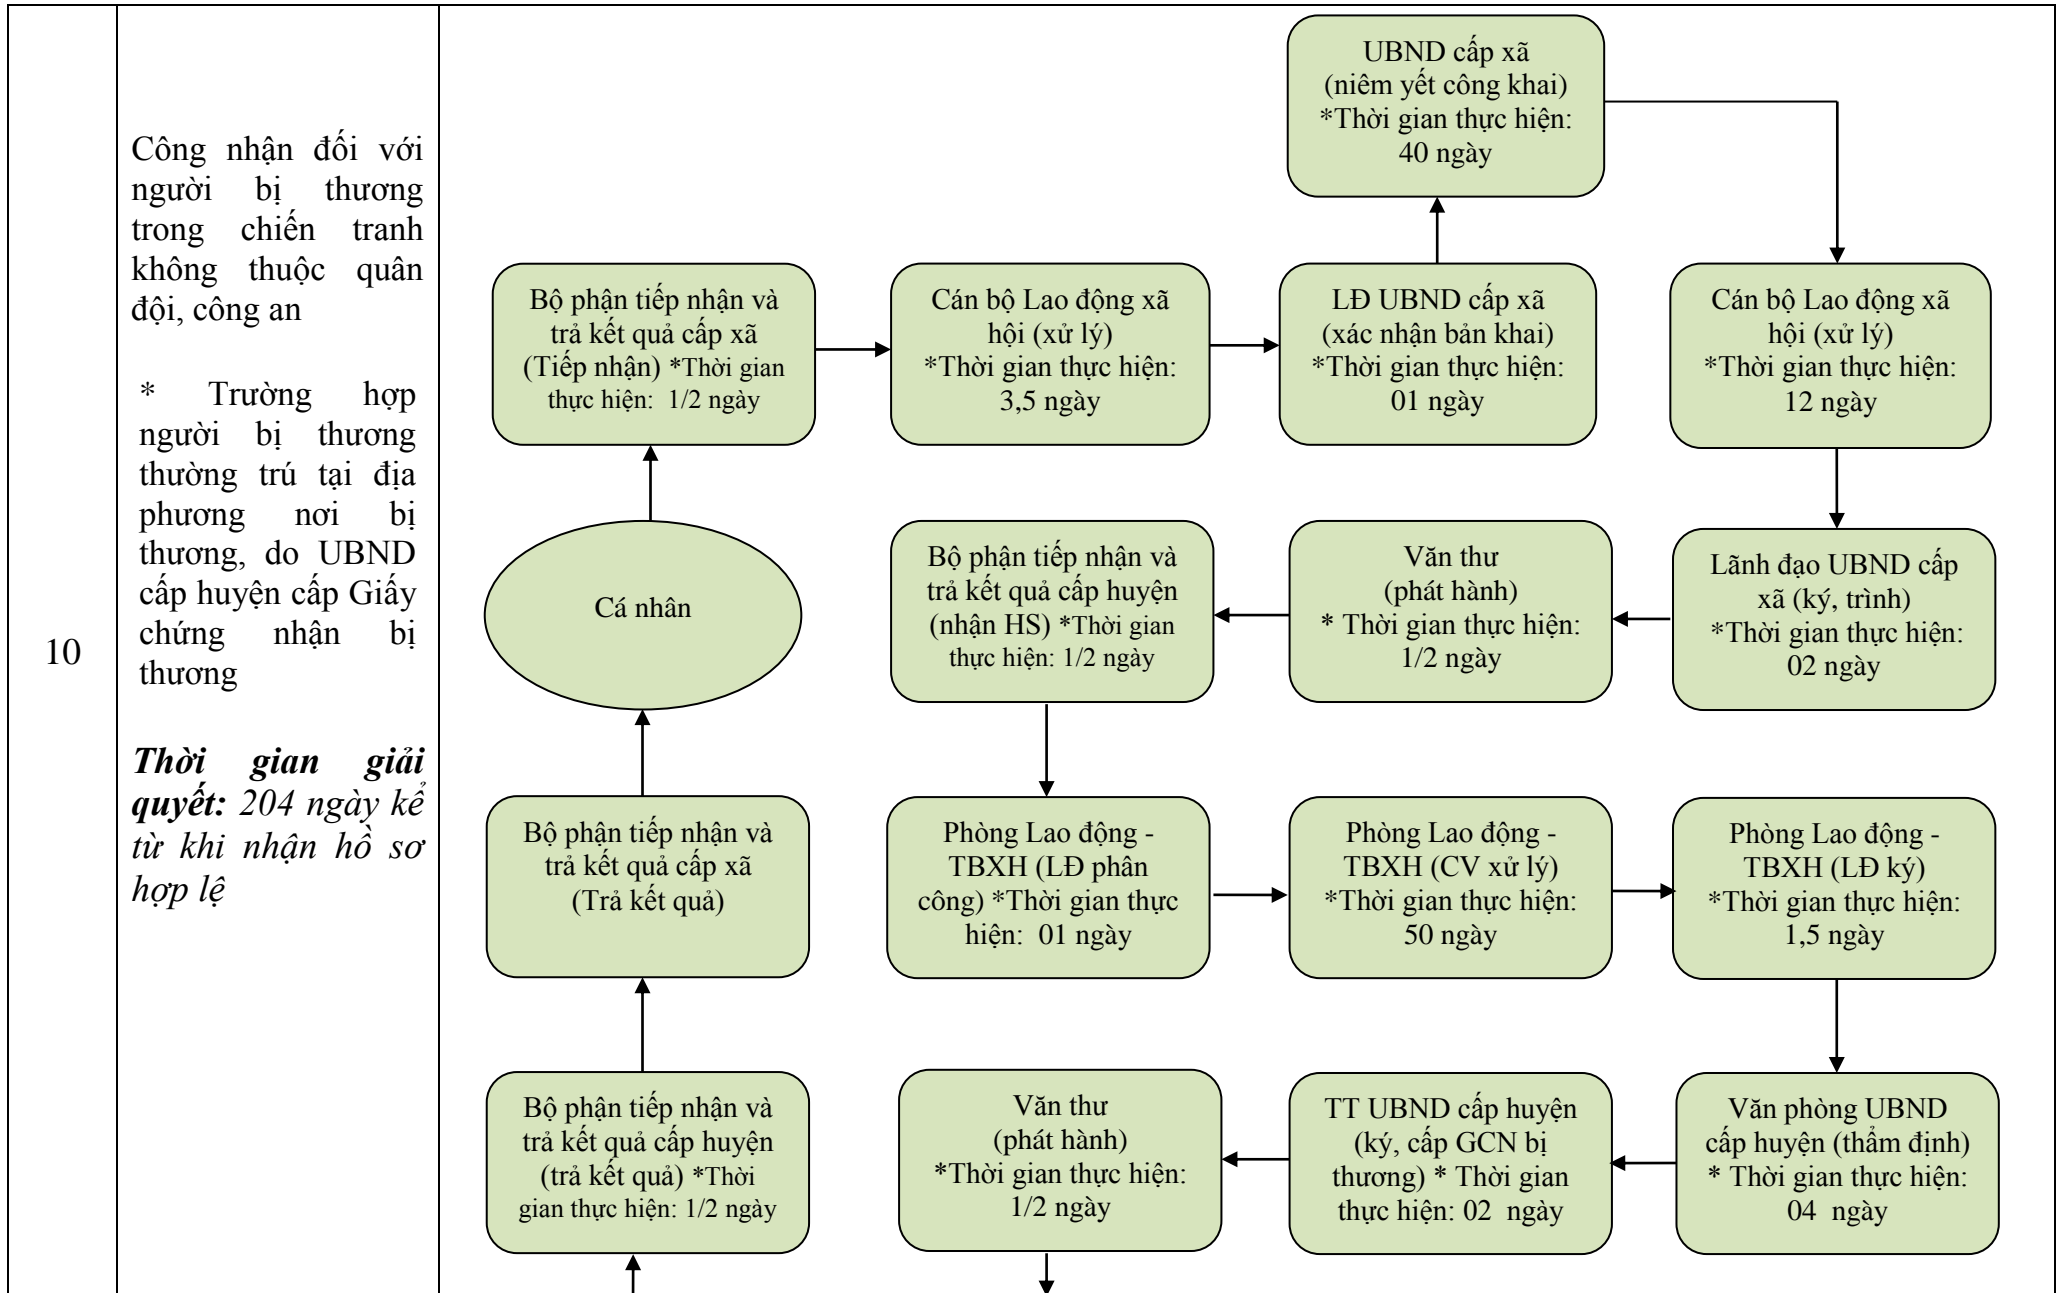 10
Công nhận đối với
người bị thương
trong chiến tranh
không thuộc quân
đội, công an
* Trường hợp
người bị thương
thường trú tại địa
phương nơi bị
thương, do UBND
cấp huyện cấp Giấy
chứng nhận bị
thương
Thời gian giải
quyết: 204 ngày kể
từ khi nhận hồ sơ
hợp lệ
UBND cấp xã
(niêm yết công khai)
*Thời gian thực hiện:
40 ngày
Bộ phận tiếp nhận và
trả kết quả cấp xã
(Tiếp nhận) *Thời gian
thực hiện: 1/2 ngày
Cán bộ Lao động xã
hội (xử lý)
*Thời gian thực hiện:
3,5 ngày
LĐ UBND cấp xã
(xác nhận bản khai)
*Thời gian thực hiện:
01 ngày
Cán bộ Lao động xã
hội (xử lý)
*Thời gian thực hiện:
12 ngày
Cá nhân
Bộ phận tiếp nhận và
trả kết quả cấp huyện
(nhận HS) *Thời gian
thực hiện: 1/2 ngày
Văn thư
(phát hành)
* Thời gian thực hiện:
1/2 ngày
Lãnh đạo UBND cấp
xã (ký, trình)
*Thời gian thực hiện:
02 ngày
Bộ phận tiếp nhận và
trả kết quả cấp xã
(Trả kết quả)
Phòng Lao động -
TBXH (LĐ phân
công) *Thời gian thực
hiện: 01 ngày
Phòng Lao động -
TBXH (CV xử lý)
*Thời gian thực hiện:
50 ngày
Phòng Lao động -
TBXH (LĐ ký)
*Thời gian thực hiện:
1,5 ngày
Bộ phận tiếp nhận và
trả kết quả cấp huyện
(trả kết quả) *Thời
gian thực hiện: 1/2 ngày
Văn thư
(phát hành)
*Thời gian thực hiện:
1/2 ngày
TT UBND cấp huyện
(ký, cấp GCN bị
thương) * Thời gian
thực hiện: 02 ngày
Văn phòng UBND
cấp huyện (thẩm định)
* Thời gian thực hiện:
04 ngày